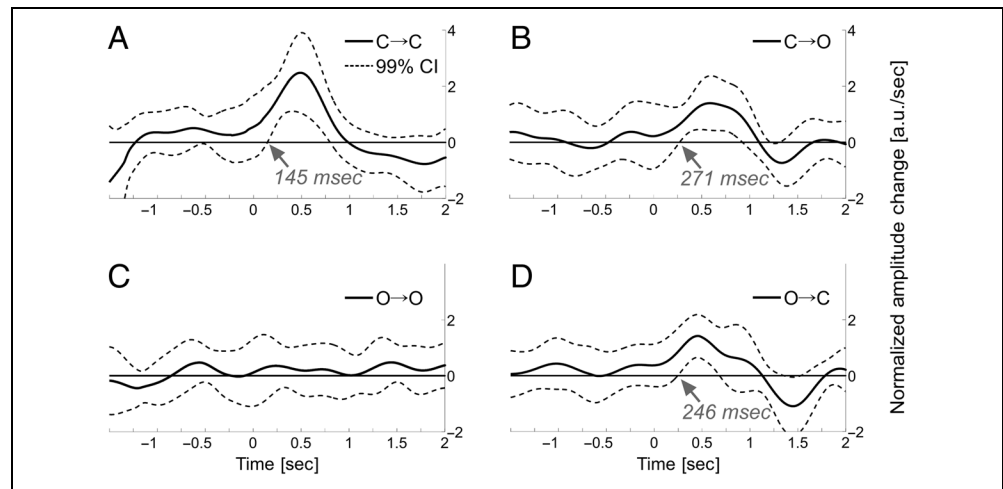 A
C→C
99% CI
4
2
0
−2
145 msec
−1 −0.5 0 0.5 1 1.5 2
B
C→O
4
2
0
−2
271 msec
−1 −0.5 0 0.5 1 1.5 2
C
O→O
2
0
−2
−1 −0.5 0 0.5 1 1.5 2
Time [sec]
D
O→C
2
0
−2
246 msec
−1 −0.5 0 0.5 1 1.5 2
Time [sec]
Normalized amplitude change [a.u./sec]